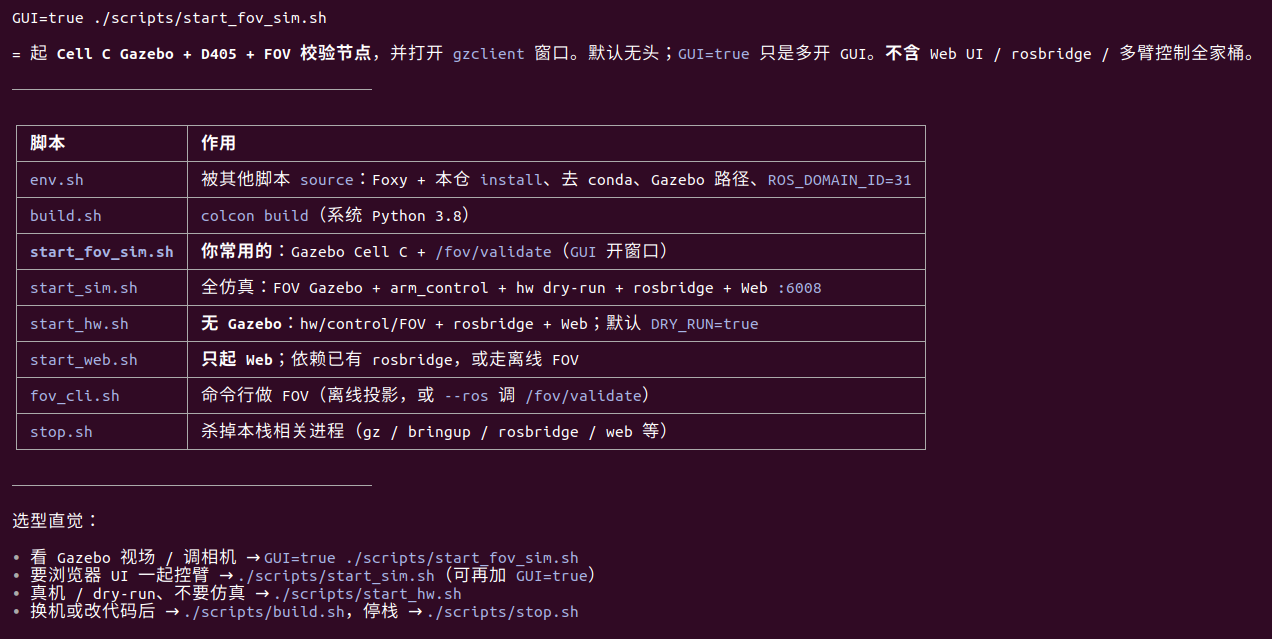 GUI=true ./scripts/start_fov_sim.sh
= 起 Cell C Gazebo + D405 + FOV 校验节点，并打开 gzclient 窗口。默认无头；GUI=true 只是多开 GUI。不含 Web UI / rosbridge / 多臂控制全家桶。
脚本 作用
env.sh 被其他脚本 source：Foxy + 本仓 install、去 conda、Gazebo 路径、ROS_DOMAIN_ID=31
build.sh colcon build（系统 Python 3.8）
start_fov_sim.sh 你常用的：Gazebo Cell C + /fov/validate（GUI 开窗口）
start_sim.sh 全仿真：FOV Gazebo + arm_control + hw dry-run + rosbridge + Web :6008
start_hw.sh 无 Gazebo：hw/control/FOV + rosbridge + Web；默认 DRY_RUN=true
start_web.sh 只起 Web；依赖已有 rosbridge，或走离线 FOV
fov_cli.sh 命令行做 FOV（离线投影，或 --ros 调 /fov/validate）
stop.sh 杀掉本栈相关进程（gz / bringup / rosbridge / web 等）
选型直觉：
• 看 Gazebo 视场 / 调相机 →GUI=true ./scripts/start_fov_sim.sh
• 要浏览器 UI 一起控臂 →./scripts/start_sim.sh（可再加 GUI=true）
• 真机 / dry-run、不要仿真 →./scripts/start_hw.sh
• 换机或改代码后 →./scripts/build.sh，停栈 →./scripts/stop.sh